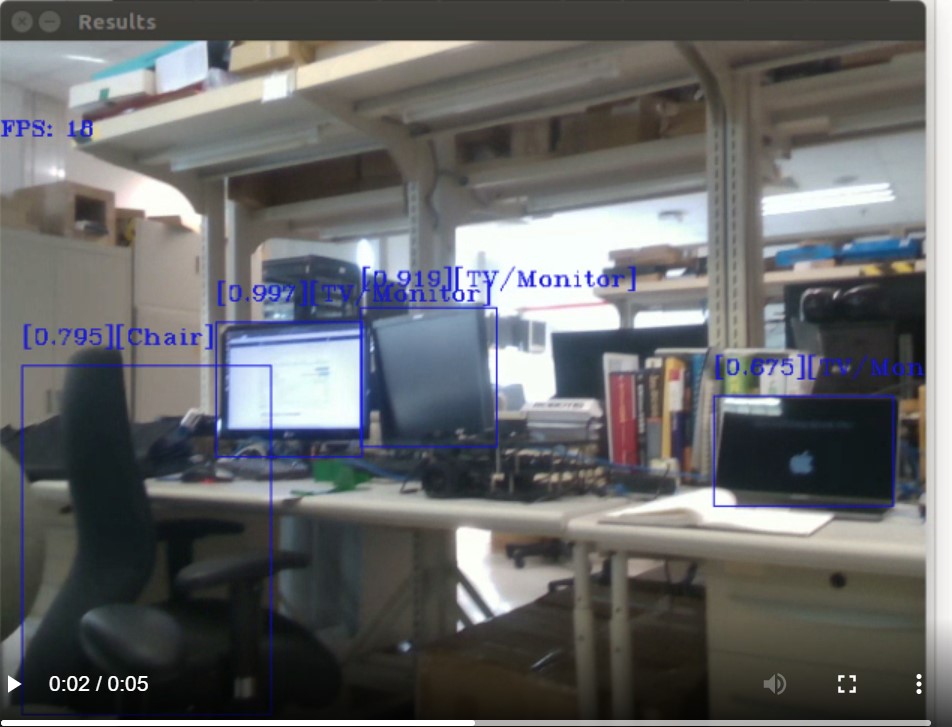 Results
FPS: 18
[0.919][TV/Monitor]
[0.997][TV/Monitor]
[0.795][Chair]
[0.675][TV/Mon
0:02 / 0:05